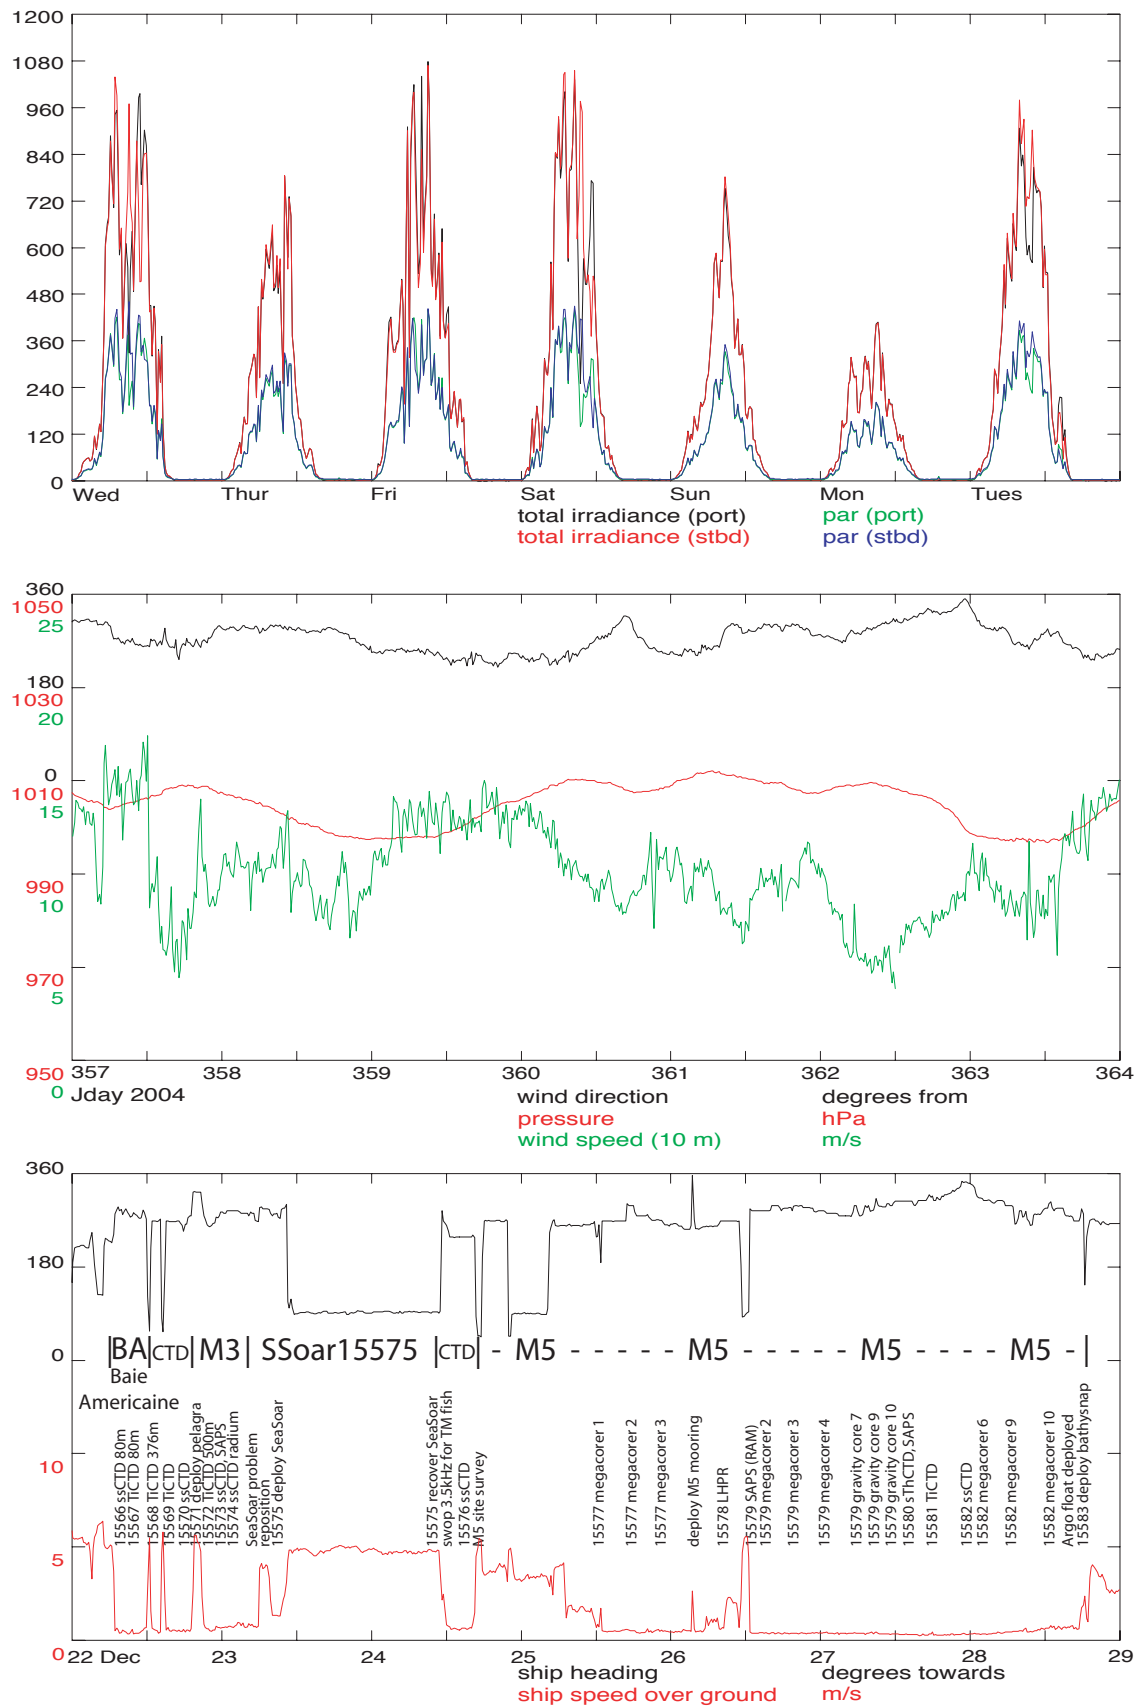 1200
1080
960
840
720
600
480
360
240
120
0
Wed Thur Fri Sat Sun Mon Tues
total irradiance (port) par (port)
total irradiance (stbd) par (stbd)
360
1050
25
180
1030
20
0
1010
15
990
10
970
5
950
0
357 358 359 360 361 362 363 364
Jday 2004
wind direction degrees from
pressure hPa
wind speed (10 m) m/s
360
180
0
BA CTD M3 SSoar15575 CTD - M5 - - - - - M5 - - - - - M5 - - - - M5 -
Baie
Americaine
15566 ssCTD 80m
15567 TiCTD 80m
15568 TiCTD 376m
15569 TiCTD
15570 ssCTD
15571 deploy pelagra
15572 TiCTD 500m
15573 ssCTD, SAPS
15574 ssCTD radium
SeaSoar problem
reposition
15575 deploy SeaSoar
15575 recover SeaSoar
swop 3.5kHz for TM fish
15576 ssCTD
M5 site survey
15577 megacorer 1
15577 megacorer 2
15577 megacorer 3
deploy M5 mooring
15578 LHPR
15579 SAPS (RAM)
15579 megacorer 2
15579 megacorer 3
15579 megacorer 4
15579 gravity core 7
15579 gravity core 9
15579 gravity core 10
15580 sThCTD, SAPS
15581 TiCTD
15582 ssCTD
15582 megacorer 6
15582 megacorer 9
15582 megacorer 10
Argo float deployed
15583 deploy bathysnap
10
5
0
22 Dec 23 24 25 26 27 28 29
ship heading degrees towards
ship speed over ground m/s